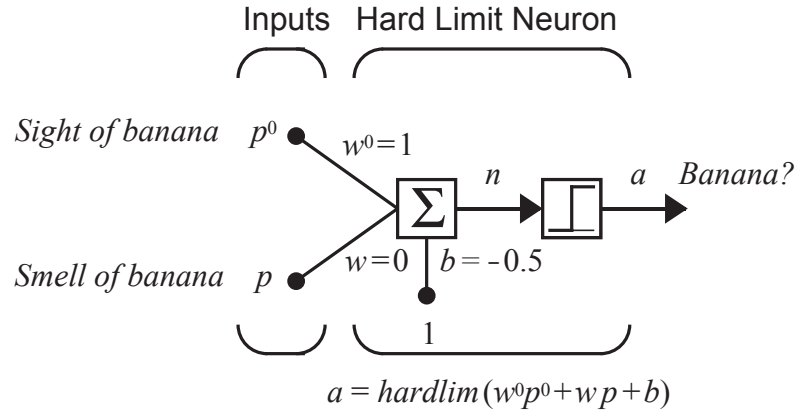 Inputs Hard Limit Neuron
Sight of banana p⁰
w⁰=1
n a Banana?
Σ
Smell of banana p
w=0 b=-0.5
1
a = hardlim(w⁰p⁰+wp+b)